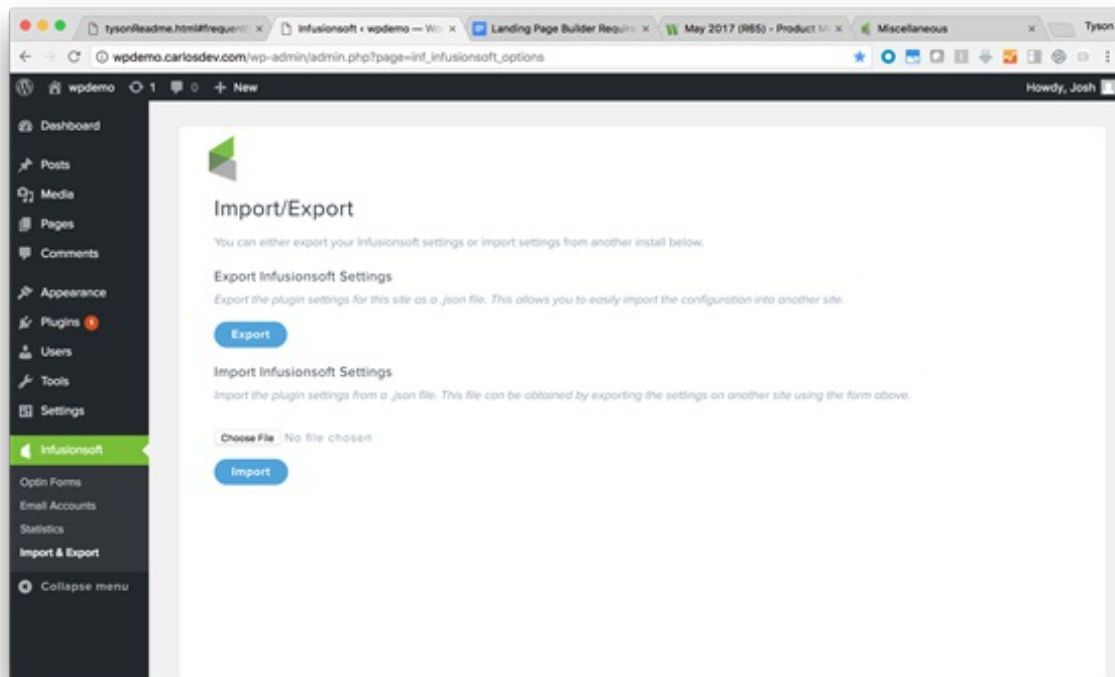 tysonReadme.html#frequent
Infusionsoft ‹ wpdemo — Wo
Landing Page Builder Require
May 2017 (R65) - Product M
Miscellaneous
Tyson
wpdemo.carlosdev.com/wp-admin/admin.php?page=inf_infusionsoft_options
wpdemo 1 0 + New
Howdy, Josh
Dashboard
Posts
Media
Pages
Comments
Appearance
Plugins 1
Users
Tools
Settings
Infusionsoft
Optin Forms
Email Accounts
Statistics
Import & Export
Collapse menu
Import/Export
You can either export your Infusionsoft settings or import settings from another install below.
Export Infusionsoft Settings
Export the plugin settings for this site as a .json file. This allows you to easily import the configuration into another site.
Export
Import Infusionsoft Settings
Import the plugin settings from a .json file. This file can be obtained by exporting the settings on another site using the form above.
Choose File No file chosen
Import